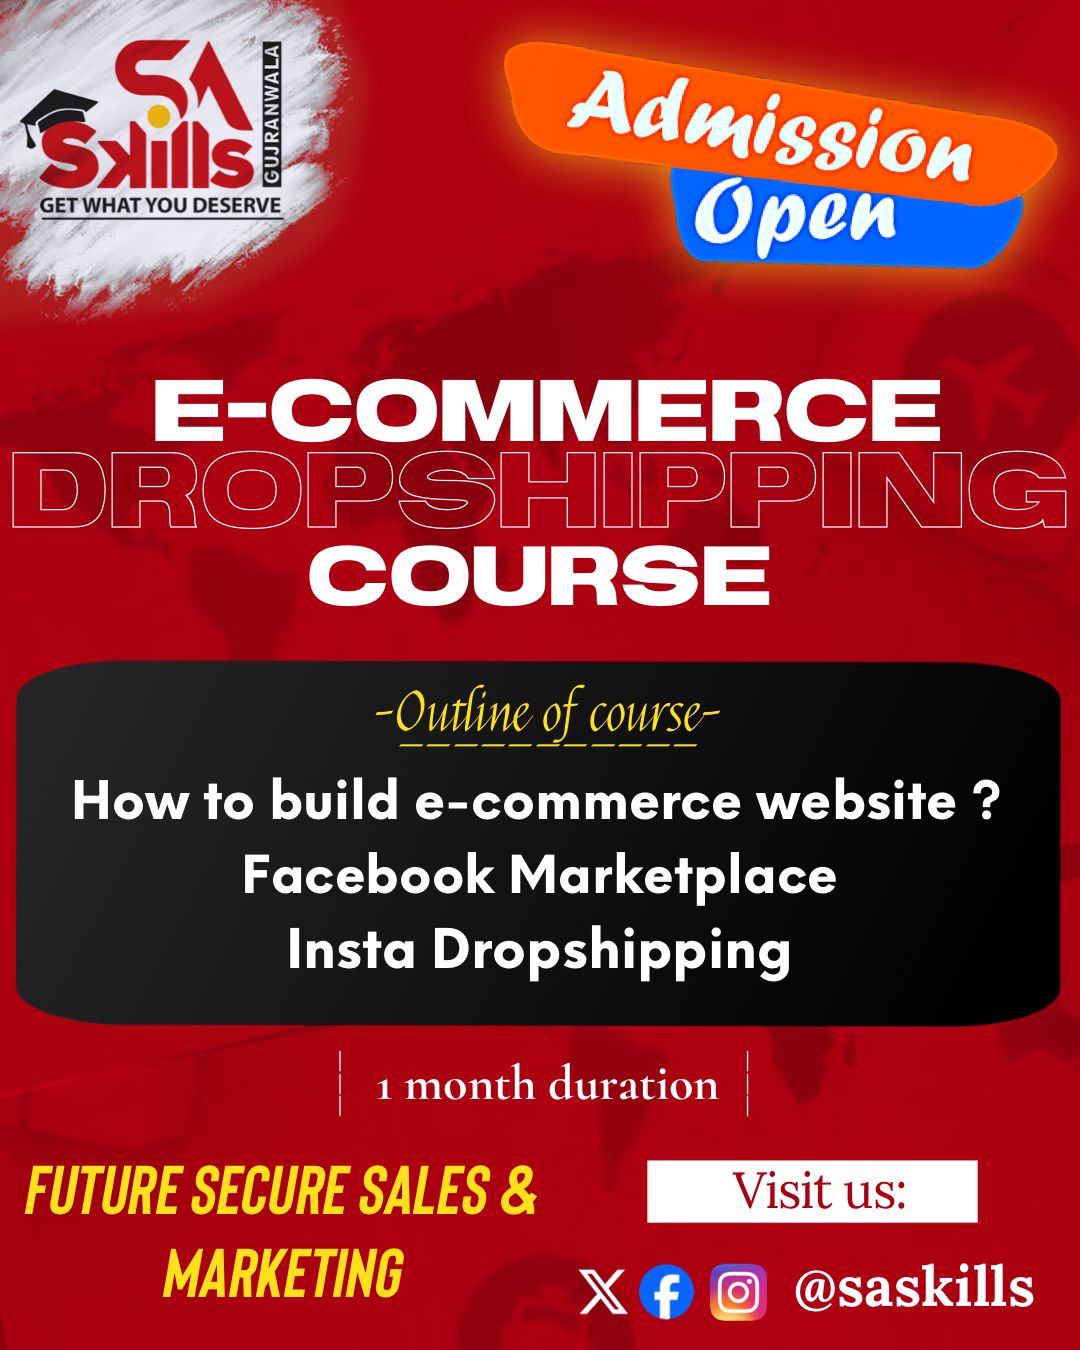 SA
Skills
GUJRANWALA
GET WHAT YOU DESERVE
Admission
Open
E-COMMERCE
DROPSHIPPING
COURSE
-Outline of course-
How to build e-commerce website ?
Facebook Marketplace
Insta Dropshipping
1 month duration
FUTURE SECURE SALES &
MARKETING
Visit us:
@saskills